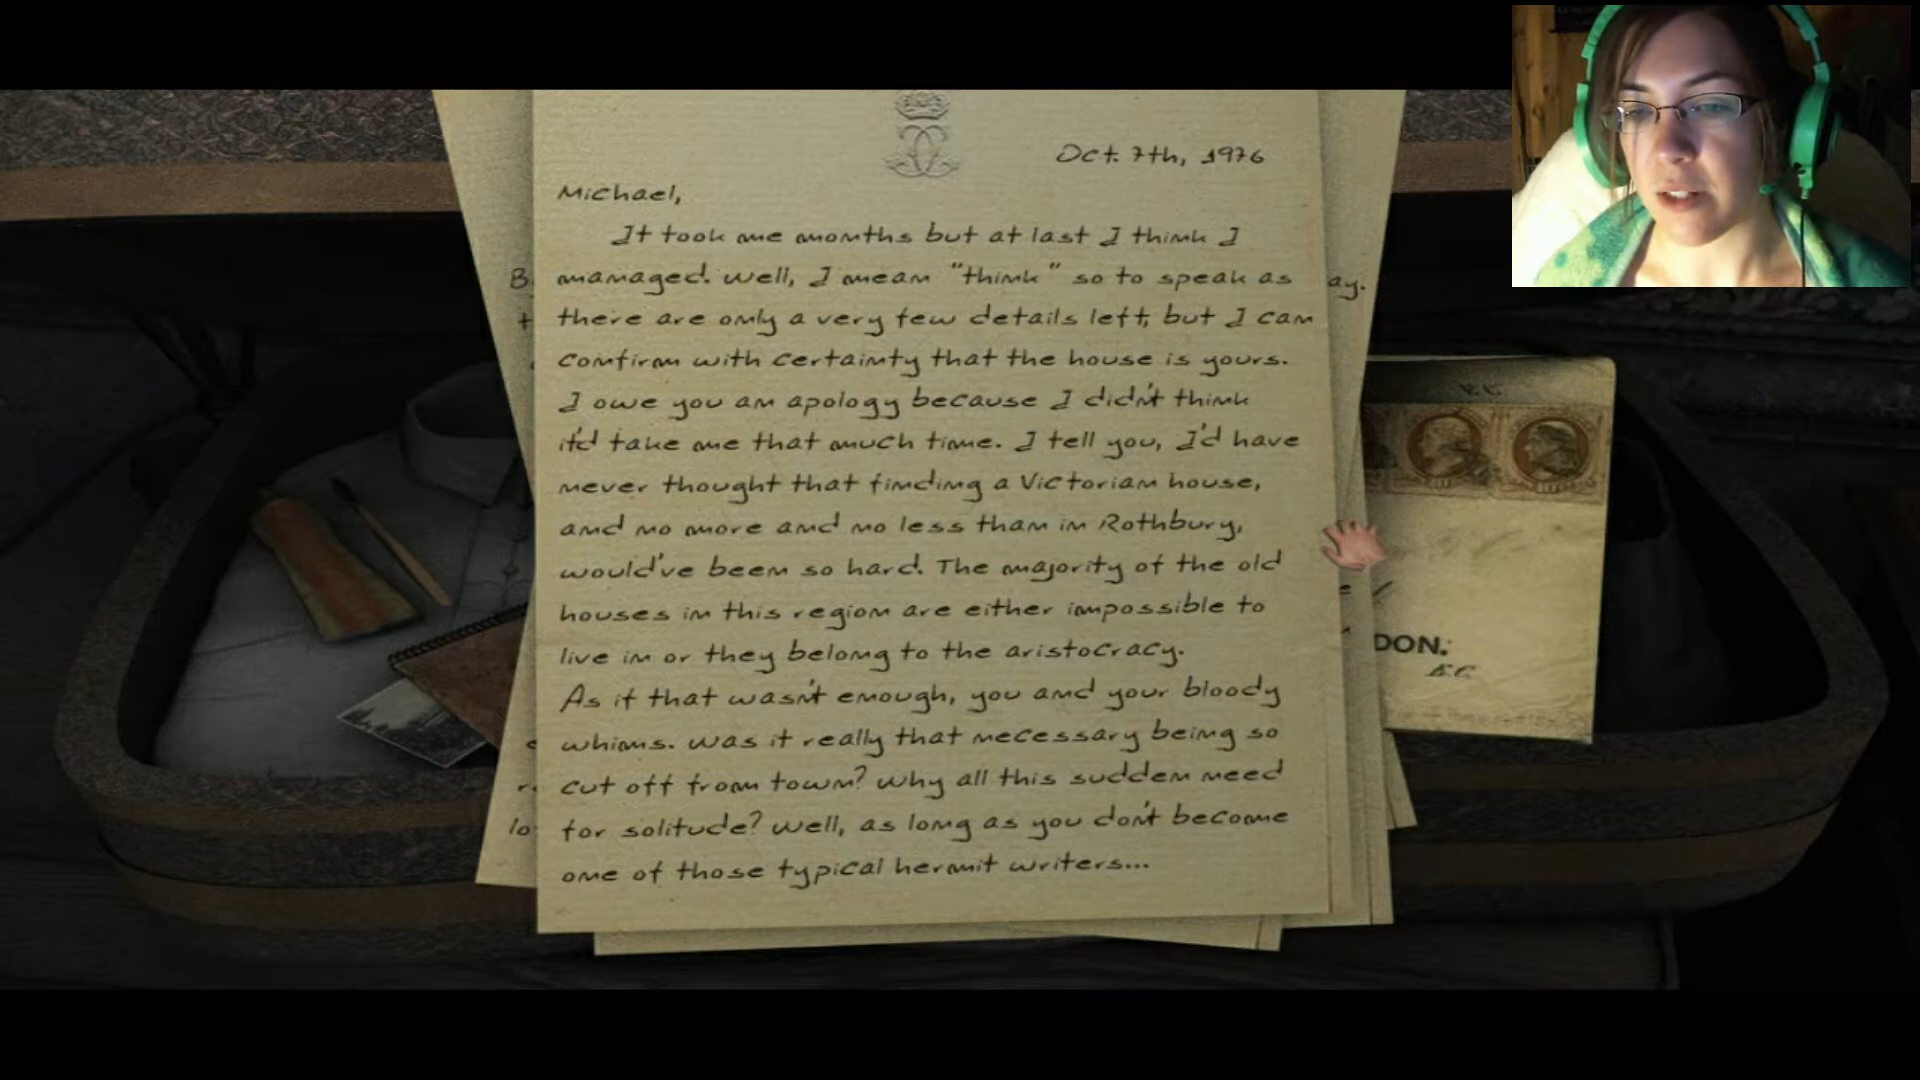 Oct. 7th, 1976
Michael,
It took me months but at last I think I
managed. Well, I mean "think" so to speak as
there are only a very few details left, but I can
confirm with certainty that the house is yours.
I owe you an apology because I didn't think
it'd take me that much time. I tell you, I'd have
never thought that finding a Victorian house,
and no more and no less than in Rothbury,
would've been so hard. The majority of the old
houses in this region are either impossible to
live in or they belong to the aristocracy.
As if that wasn't enough, you and your bloody
whims. Was it really that necessary being so
cut off from town? Why all this sudden need
for solitude? Well, as long as you don't become
one of those typical hermit writers...
ay.
lo
DON.
E.C.